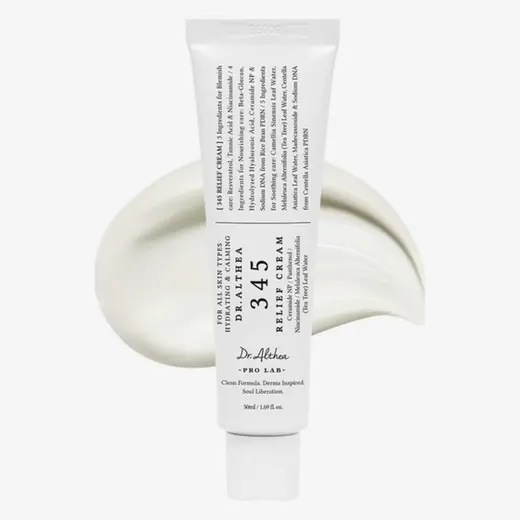 [ 345 RELIEF CREAM ] 3 Ingredients for Blemish
care: Resveratrol, Tannic Acid & Niacinamide / 4
Ingredients for Nourishing care: Beta-Glucan,
Hydrolyzed Hyaluronic Acid, Ceramide NP &
Sodium DNA from Rice Bran PDRN / 5 Ingredients
for Soothing care: Camellia Sinensis Leaf Water,
Melaleuca Alternifolia (Tea Tree) Leaf Water, Centella
Asiatica Leaf Water, Madecassoside & Sodium DNA
from Centella Asiatica PDRN
FOR ALL SKIN TYPES
HYDRATING & CALMING
DR.ALTHEA
345
RELIEF CREAM
Ceramide NP / Panthenol /
Niacinamide / Melaleuca Alternifolia
(Tea Tree) Leaf Water
Dr. Althea
-PRO LAB-
Clean Formula. Derma Inspired.
Soul Liberation.
50ml / 1.69 fl. oz.